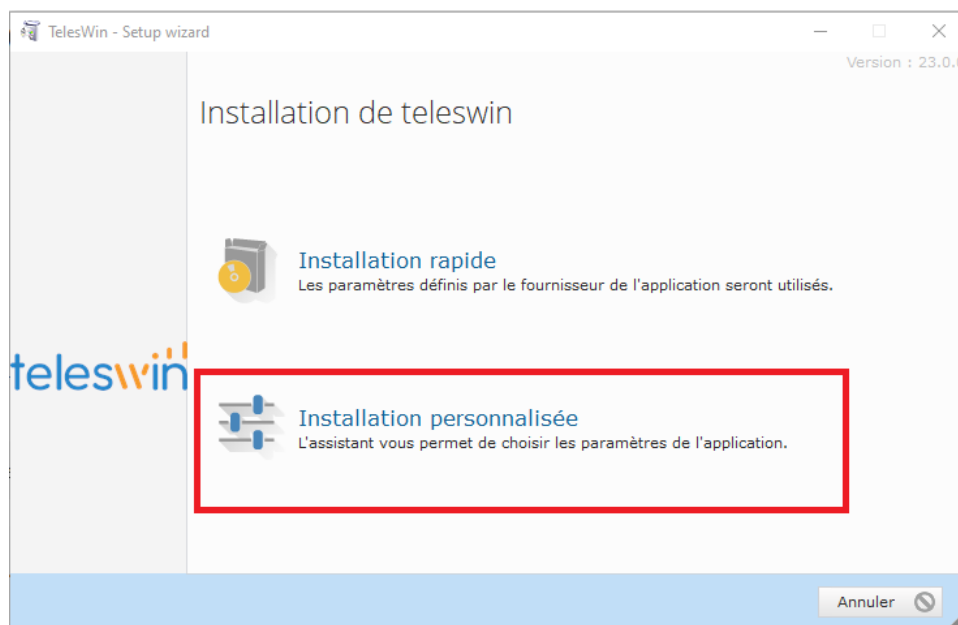 TelesWin - Setup wizard
Version : 23.0.
Installation de teleswin
Installation rapide
Les paramètres définis par le fournisseur de l'application seront utilisés.
teleswin
Installation personnalisée
L'assistant vous permet de choisir les paramètres de l'application.
Annuler